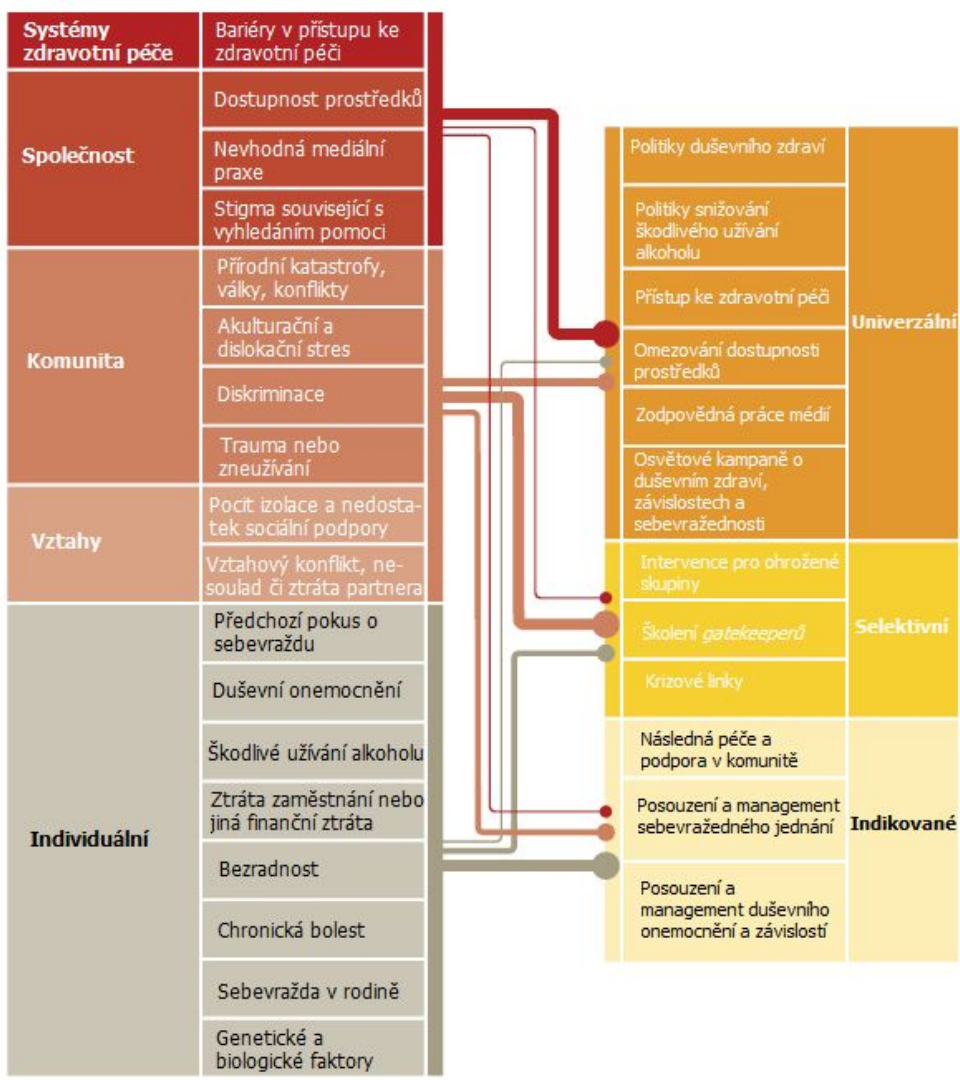 Systémy
zdravotní péče
Bariéry v přístupu ke
zdravotní péči
Společnost
Dostupnost prostředků
Nevhodná mediální
praxe
Stigma související s
vyhledáním pomoci
Komunita
Přírodní katastrofy,
války, konflikty
Akulturační a
dislokační stres
Diskriminace
Trauma nebo
zneužívání
Vztahy
Pocit izolace a nedosta-
tek sociální podpory
Vztahový konflikt, ne-
soulad či ztráta partnera
Individuální
Předchozí pokus o
sebevraždu
Duševní onemocnění
Škodlivé užívání alkoholu
Ztráta zaměstnání nebo
jiná finanční ztráta
Bezradnost
Chronická bolest
Sebevražda v rodině
Genetické a
biologické faktory
Politiky duševního zdraví
Politiky snižování
škodlivého užívání
alkoholu
Přístup ke zdravotní péči
Omezování dostupnosti
prostředků
Zodpovědná práce médií
Osvětové kampaně o
duševním zdraví,
závislostech a
sebevražednosti
Univerzální
Intervence pro ohrožené
skupiny
Školení gatekeeperů
Krizové linky
Selektivní
Následná péče a
podpora v komunitě
Posouzení a management
sebevražedného jednání
Posouzení a
management duševního
onemocnění a závislostí
Indikované